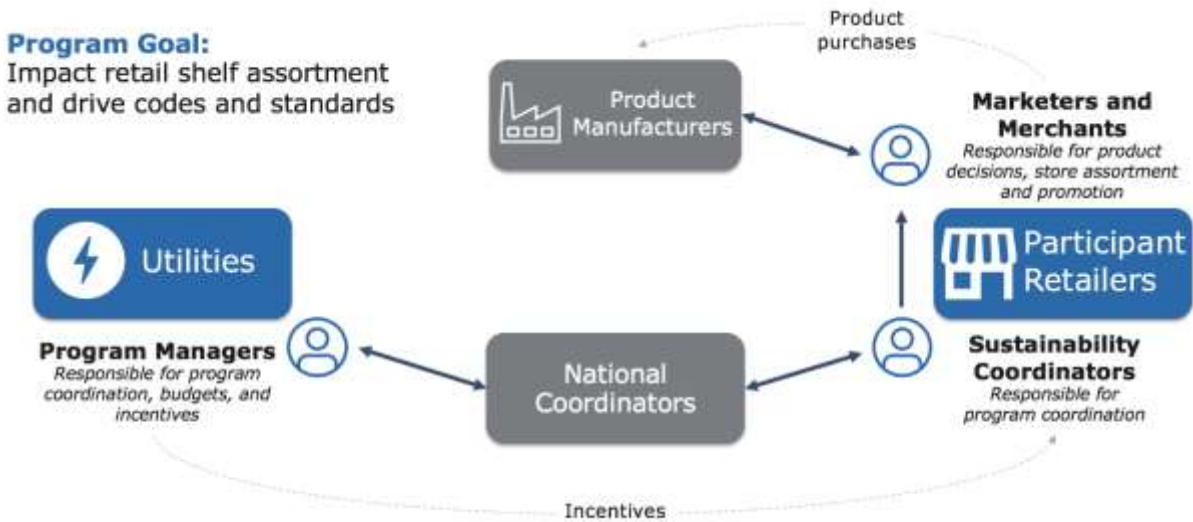 Program Goal:
Impact retail shelf assortment
and drive codes and standards
Product
purchases
Product
Manufacturers
Marketers and
Merchants
Responsible for product
decisions, store assortment
and promotion
Utilities
Participant
Retailers
Program Managers
Responsible for program
coordination, budgets, and
incentives
National
Coordinators
Sustainability
Coordinators
Responsible for
program coordination
Incentives